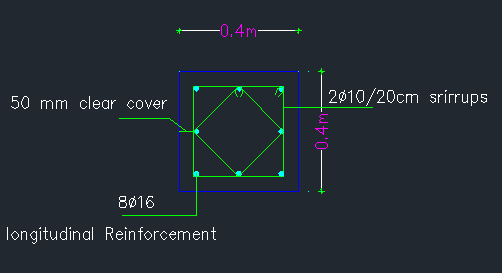 0.4m
50 mm clear cover
2ø10/20cm srirrups
0.4m
8ø16
longitudinal Reinforcement